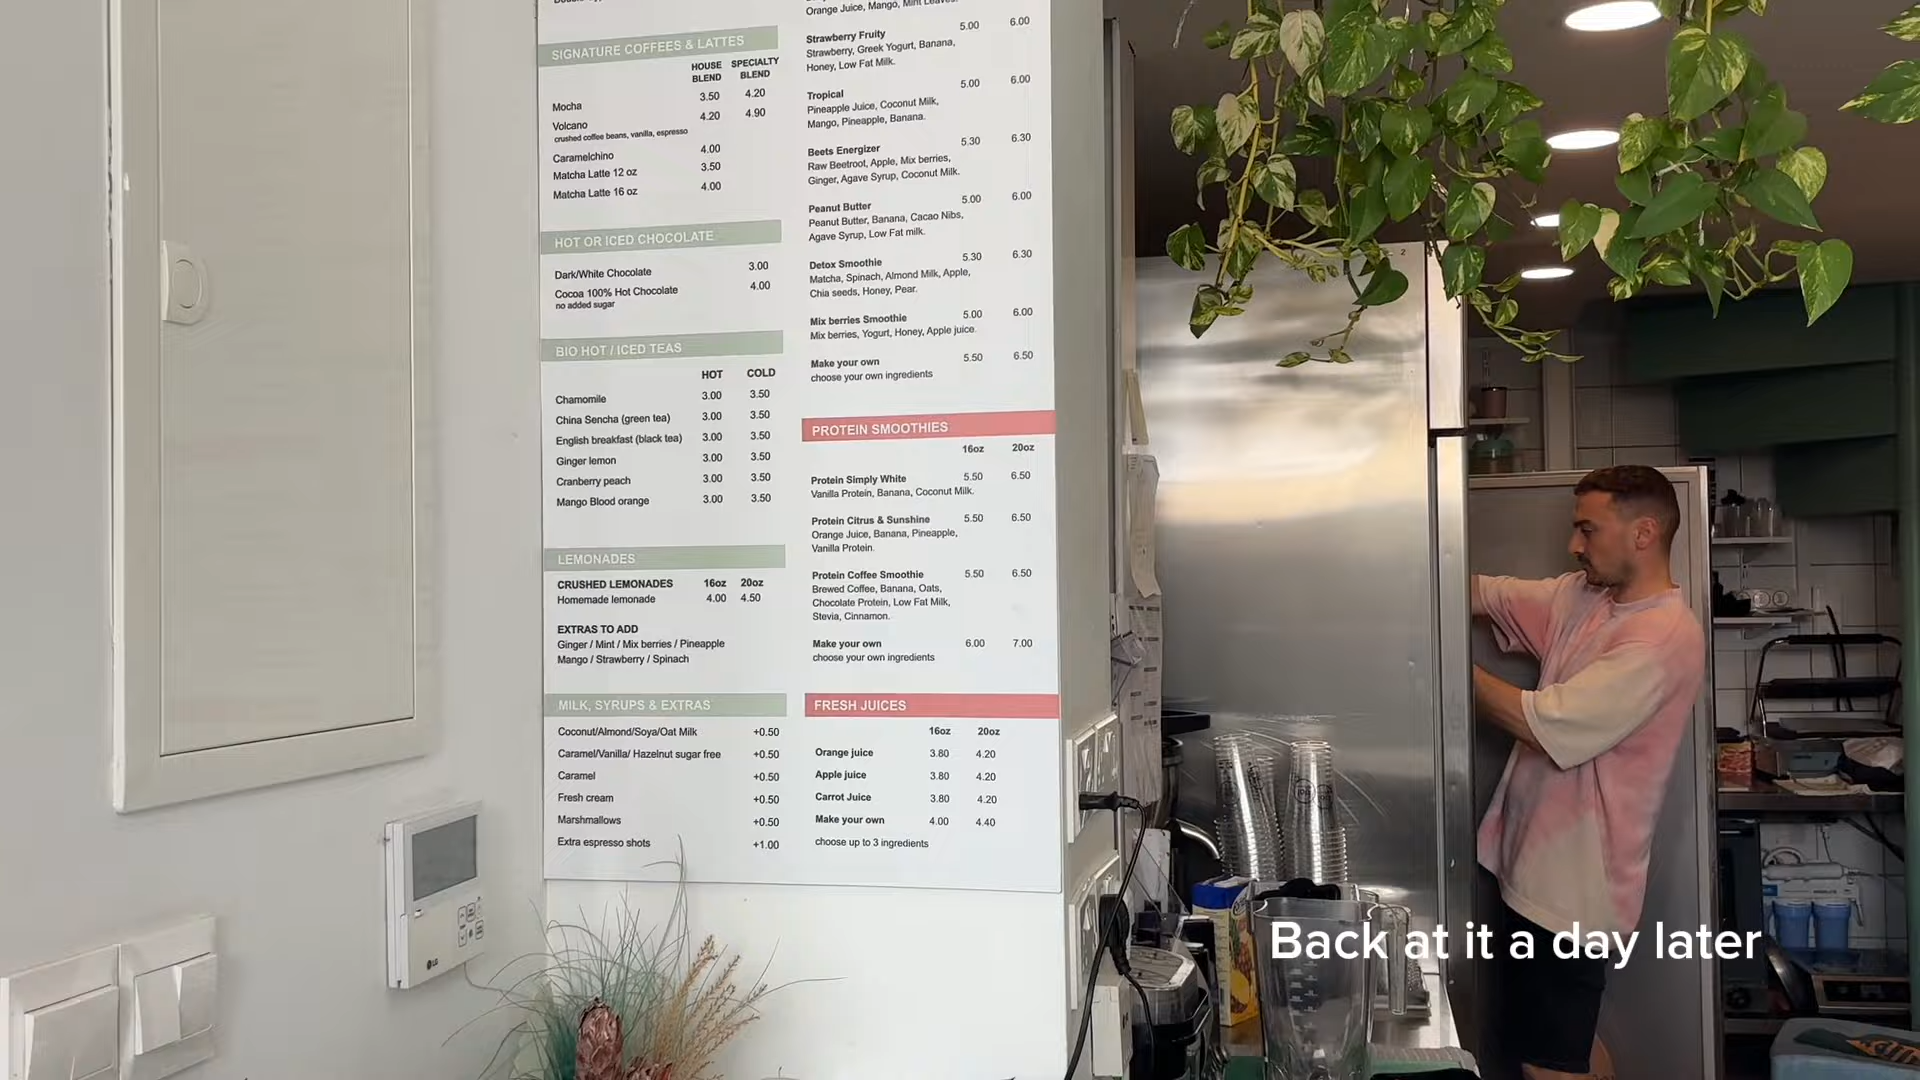 SIGNATURE COFFEES & LATTES
HOUSE BLEND SPECIALTY BLEND
Mocha 3.50 4.20
Volcano 4.20 4.90
crushed coffee beans, vanilla, espresso
Caramelchino 4.00
Matcha Latte 12 oz 3.50
Matcha Latte 16 oz 4.00
HOT OR ICED CHOCOLATE
Dark/White Chocolate 3.00
Cocoa 100% Hot Chocolate 4.00
no added sugar
BIO HOT / ICED TEAS
HOT COLD
Chamomile 3.00 3.50
China Sencha (green tea) 3.00 3.50
English breakfast (black tea) 3.00 3.50
Ginger lemon 3.00 3.50
Cranberry peach 3.00 3.50
Mango Blood orange 3.00 3.50
LEMONADES
CRUSHED LEMONADES 16oz 20oz
Homemade lemonade 4.00 4.50
EXTRAS TO ADD
Ginger / Mint / Mix berries / Pineapple
Mango / Strawberry / Spinach
MILK, SYRUPS & EXTRAS
Coconut/Almond/Soya/Oat Milk +0.50
Caramel/Vanilla/ Hazelnut sugar free +0.50
Caramel +0.50
Fresh cream +0.50
Marshmallows +0.50
Extra espresso shots +1.00
Orange Juice, Mango, Mint Leaves.
Strawberry Fruity 5.00 6.00
Strawberry, Greek Yogurt, Banana,
Honey, Low Fat Milk.
Tropical 5.00 6.00
Pineapple Juice, Coconut Milk,
Mango, Pineapple, Banana.
Beets Energizer 5.30 6.30
Raw Beetroot, Apple, Mix berries,
Ginger, Agave Syrup, Coconut Milk.
Peanut Butter 5.00 6.00
Peanut Butter, Banana, Cacao Nibs,
Agave Syrup, Low Fat milk.
Detox Smoothie 5.30 6.30
Matcha, Spinach, Almond Milk, Apple,
Chia seeds, Honey, Pear.
Mix berries Smoothie 5.00 6.00
Mix berries, Yogurt, Honey, Apple juice.
Make your own 5.50 6.50
choose your own ingredients
PROTEIN SMOOTHIES
16oz 20oz
Protein Simply White 5.50 6.50
Vanilla Protein, Banana, Coconut Milk.
Protein Citrus & Sunshine 5.50 6.50
Orange Juice, Banana, Pineapple,
Vanilla Protein.
Protein Coffee Smoothie 5.50 6.50
Brewed Coffee, Banana, Oats,
Chocolate Protein, Low Fat Milk,
Stevia, Cinnamon.
Make your own 6.00 7.00
choose your own ingredients
FRESH JUICES
16oz 20oz
Orange juice 3.80 4.20
Apple juice 3.80 4.20
Carrot Juice 3.80 4.20
Make your own 4.00 4.40
choose up to 3 ingredients
LG
Back at it a day later